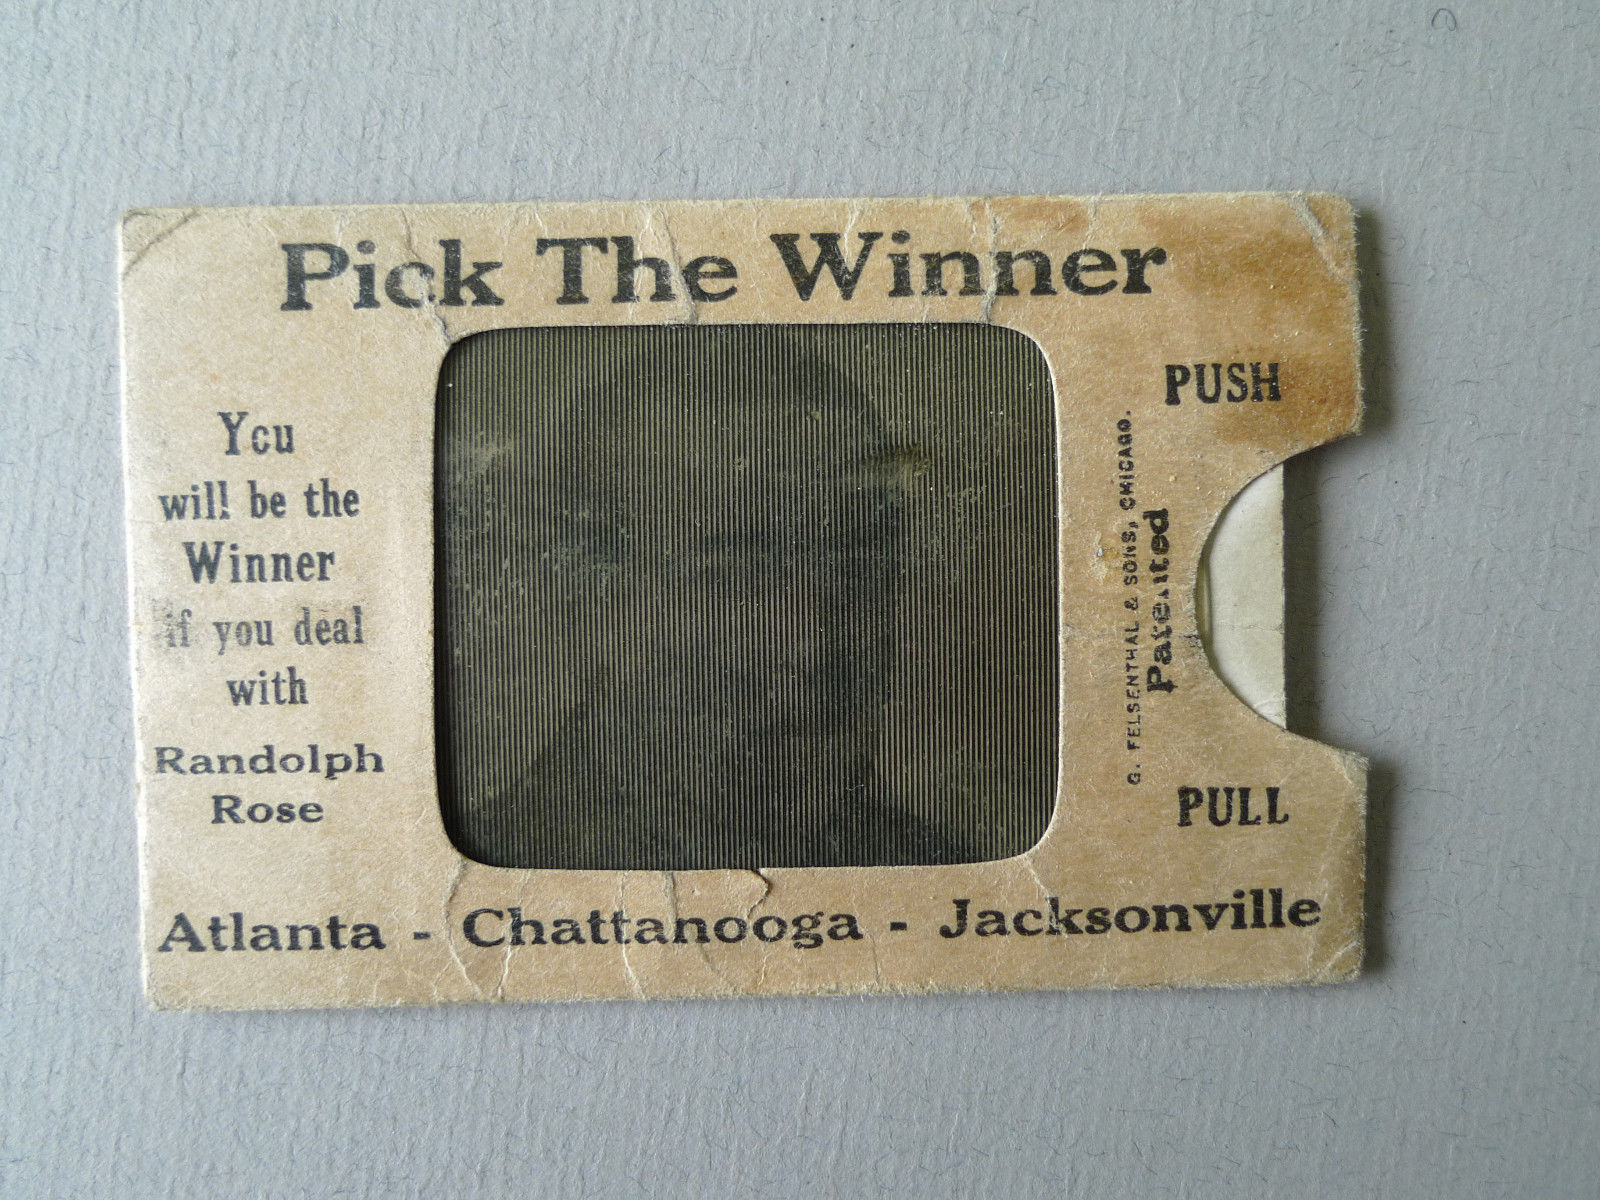 Pick The Winner
You
will be the
Winner
if you deal
with
Randolph
Rose
PUSH
G. FELSENTHAL & SONS, CHICAGO.
Patented
PULL
Atlanta - Chattanooga - Jacksonville